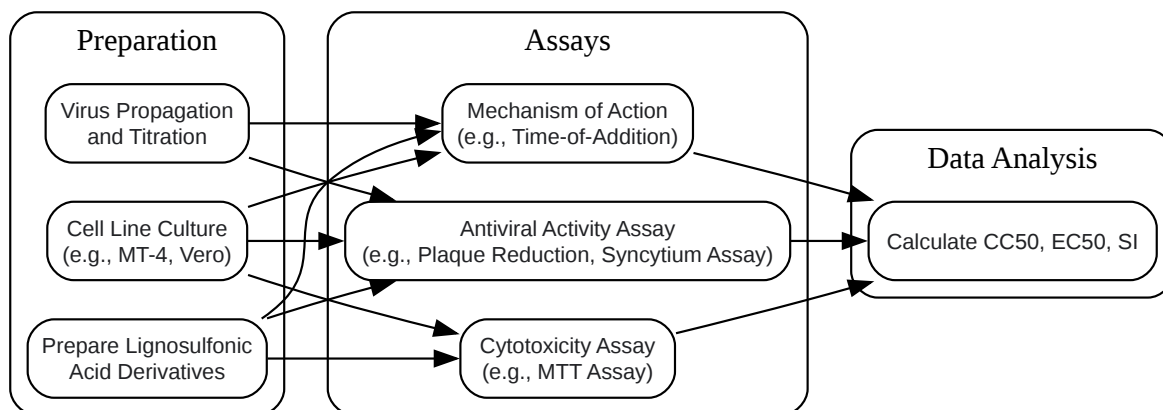 Preparation
Virus Propagation
and Titration
Cell Line Culture
(e.g., MT-4, Vero)
Prepare Lignosulfonic
Acid Derivatives
Assays
Mechanism of Action
(e.g., Time-of-Addition)
Antiviral Activity Assay
(e.g., Plaque Reduction, Syncytium Assay)
Cytotoxicity Assay
(e.g., MTT Assay)
Data Analysis
Calculate CC50, EC50, SI